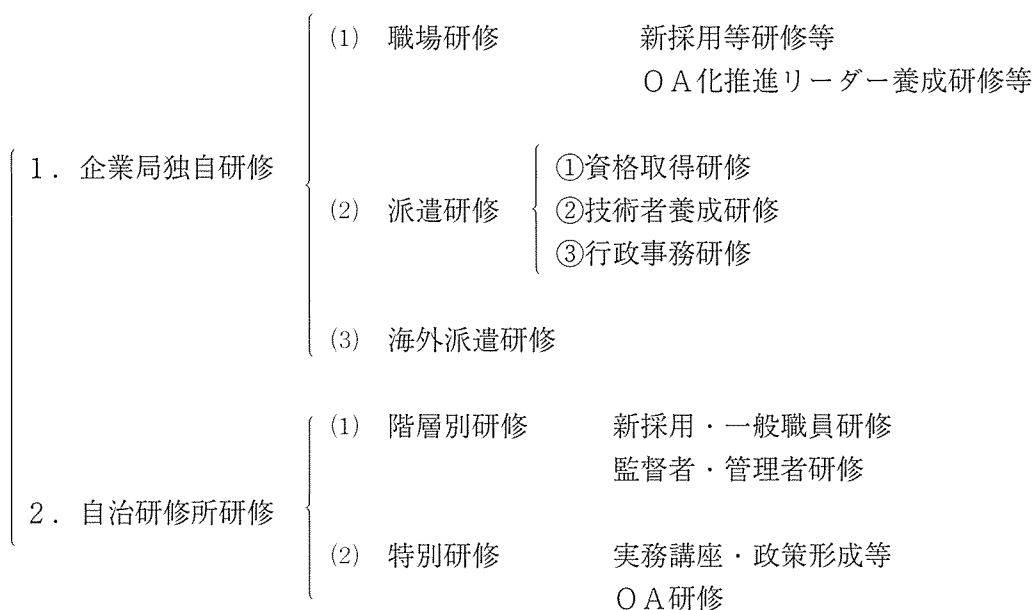 (1) 職場研修 新採用等研修等
OA化推進リーダー養成研修等
1. 企業局独自研修
①資格取得研修
(2) 派遣研修 ②技術者養成研修
③行政事務研修
(3) 海外派遣研修
(1) 階層別研修 新採用・一般職員研修
監督者・管理者研修
2. 自治研修所研修
(2) 特別研修 実務講座・政策形成等
OA研修